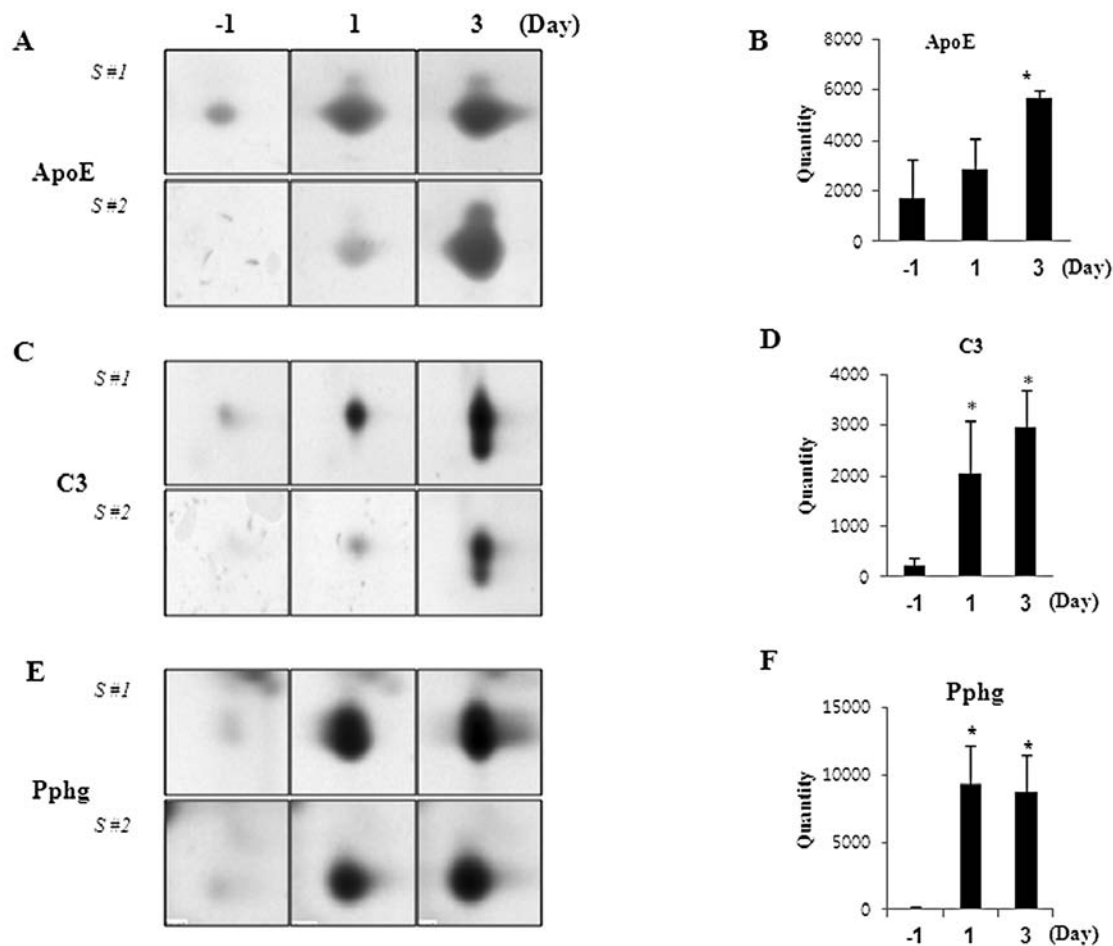 -1 1 3 (Day)
A
S #1
ApoE
S #2
B
ApoE
8000
6000
4000
2000
0
Quantity
*
-1 1 3 (Day)
C
S #1
C3
S #2
D
C3
4000
3000
2000
1000
0
Quantity
* *
-1 1 3 (Day)
E
S #1
Pphg
S #2
F
Pphg
15000
10000
5000
0
Quantity
* *
-1 1 3 (Day)